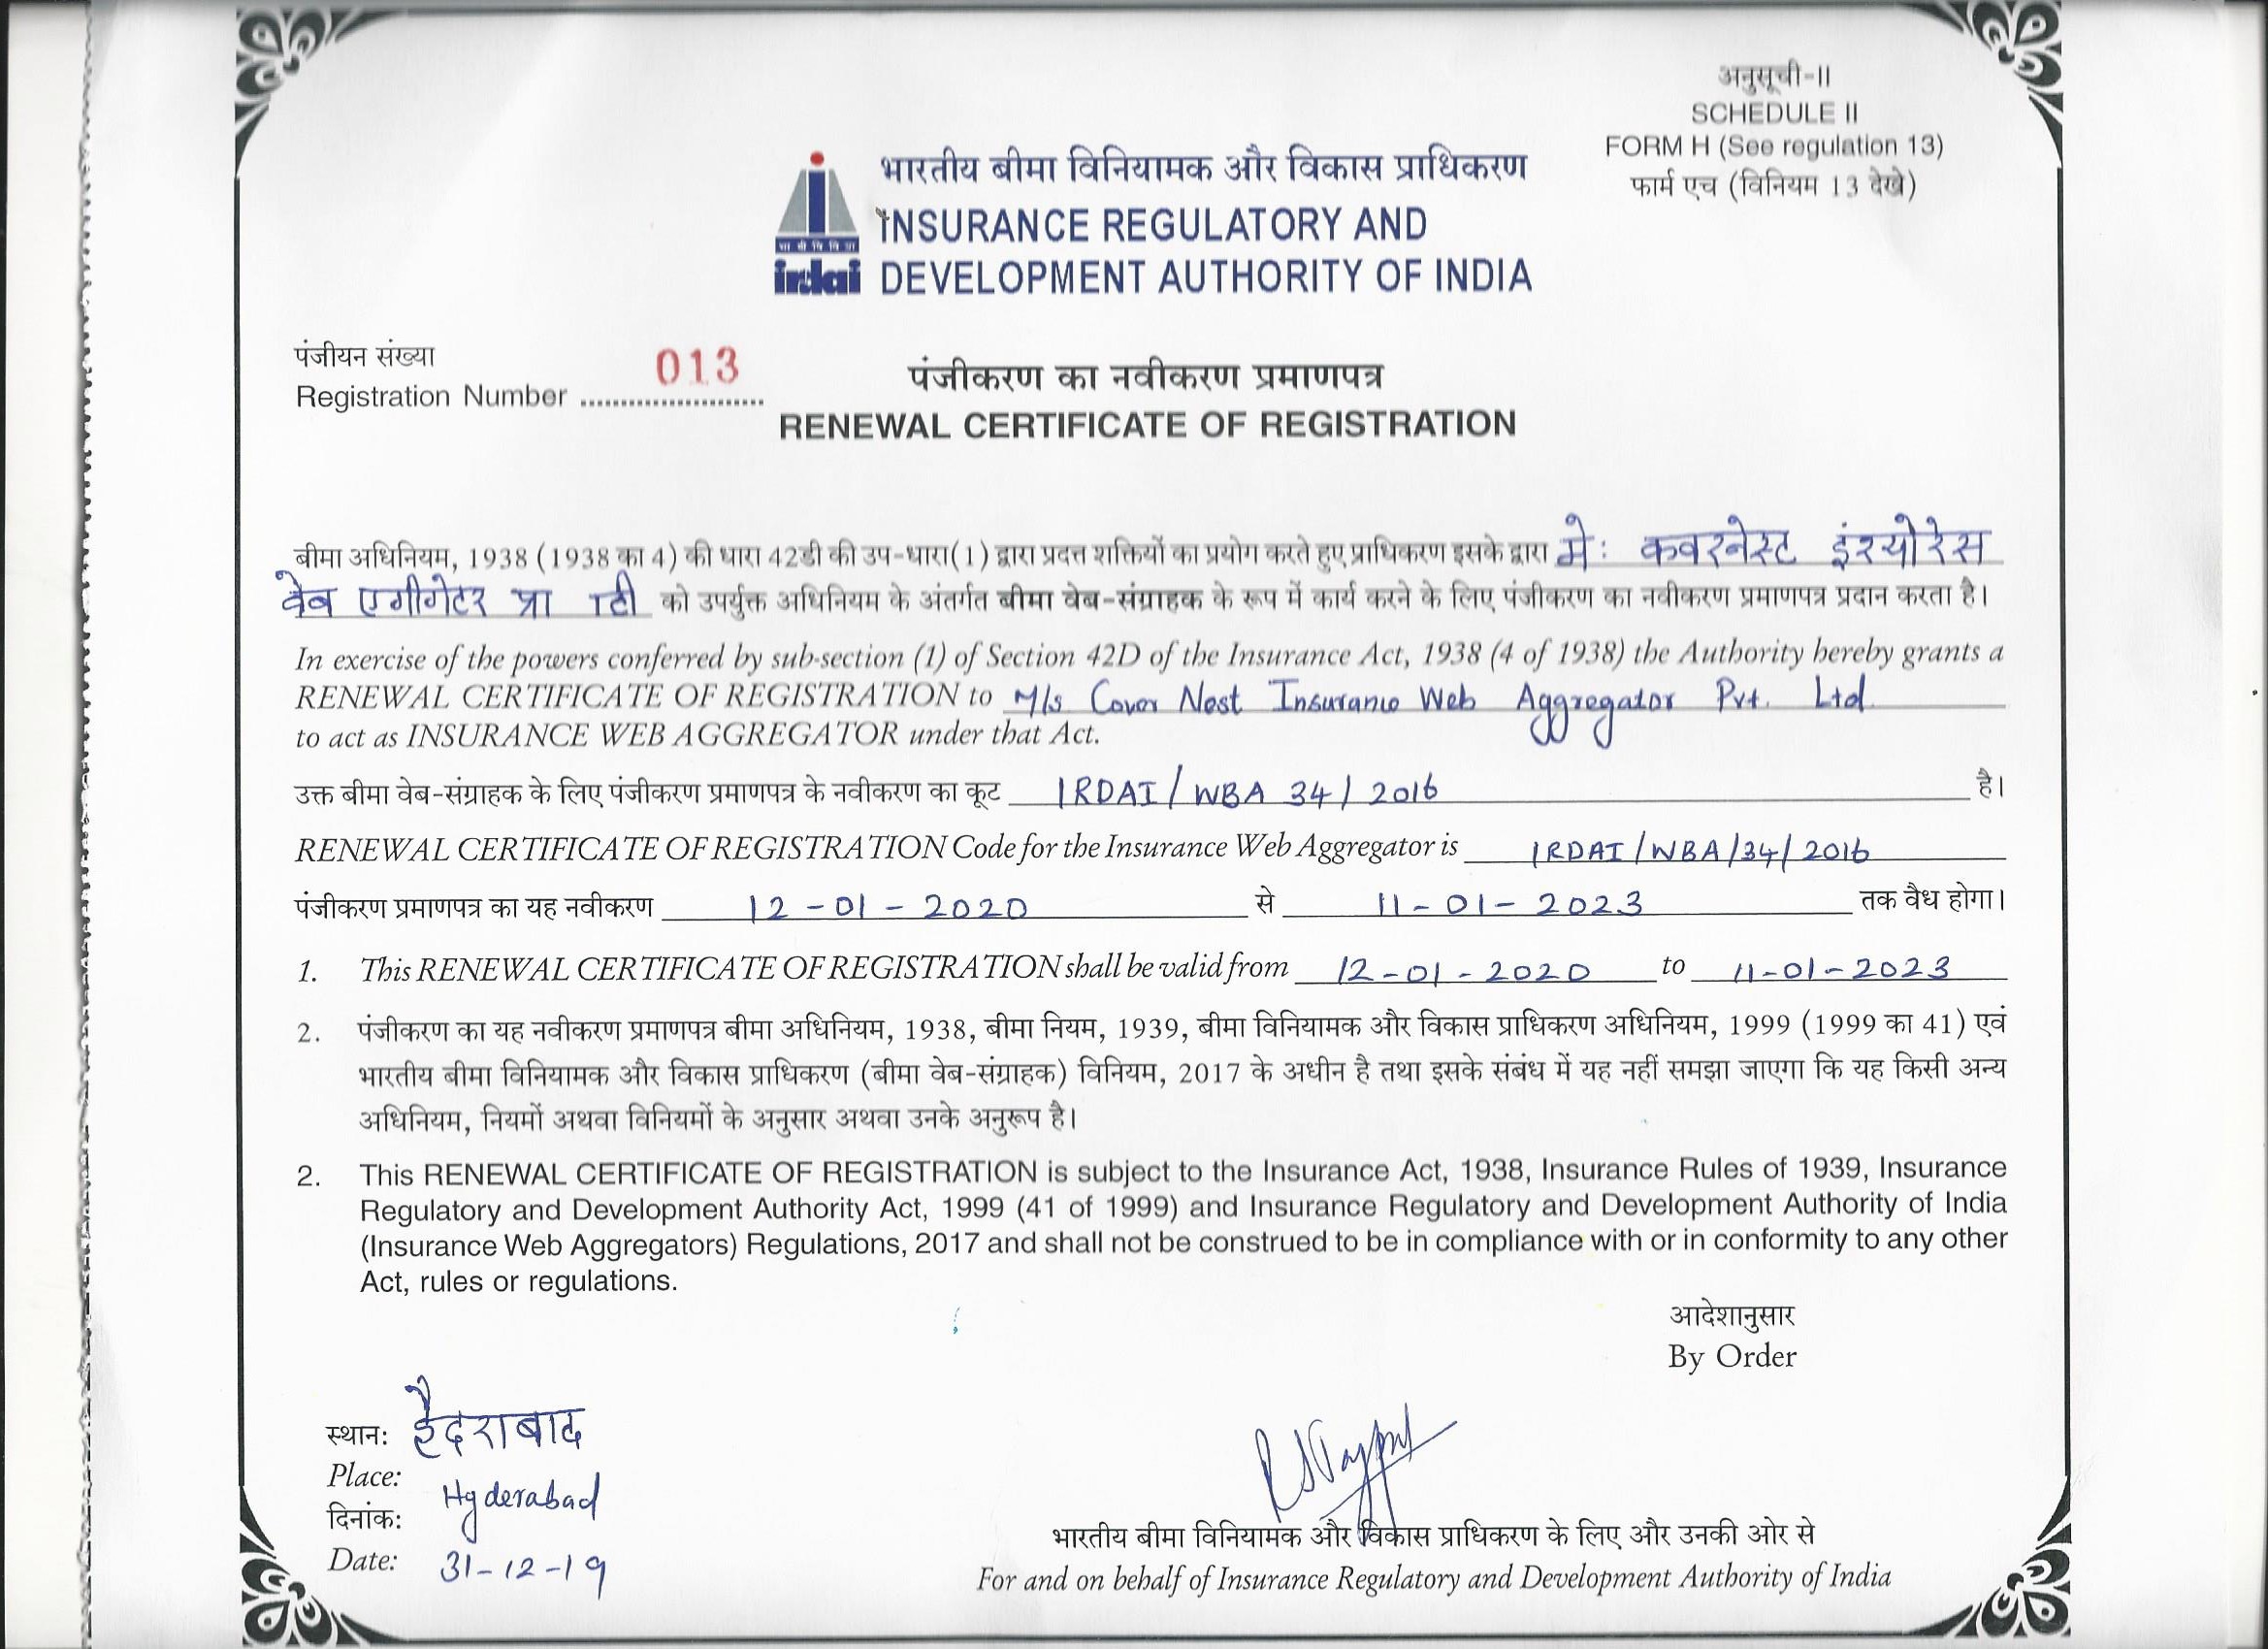 अनुसूची-II
SCHEDULE II
FORM H (See regulation 13)
फार्म एच (विनियम 13 देखे)
भारतीय बीमा विनियामक और विकास प्राधिकरण
INSURANCE REGULATORY AND
DEVELOPMENT AUTHORITY OF INDIA
भा बी वि वि प्रा
irdai
पंजीयन संख्या
Registration Number ....................... 013
पंजीकरण का नवीकरण प्रमाणपत्र
RENEWAL CERTIFICATE OF REGISTRATION
बीमा अधिनियम, 1938 (1938 का 4) की धारा 42डी की उप-धारा(1) द्वारा प्रदत्त शक्तियों का प्रयोग करते हुए प्राधिकरण इसके द्वारा मे: कवरनेस्ट इंश्योरेस
वेब एग्रीगेटर प्रा ली को उपर्युक्त अधिनियम के अंतर्गत बीमा वेब-संग्राहक के रूप में कार्य करने के लिए पंजीकरण का नवीकरण प्रमाणपत्र प्रदान करता है।
In exercise of the powers conferred by sub-section (1) of Section 42D of the Insurance Act, 1938 (4 of 1938) the Authority hereby grants a
RENEWAL CERTIFICATE OF REGISTRATION to M/s Cover Nest Insurance Web Aggregator Pvt. Ltd
to act as INSURANCE WEB AGGREGATOR under that Act.
उक्त बीमा वेब-संग्राहक के लिए पंजीकरण प्रमाणपत्र के नवीकरण का कूट IRDAI/WBA 34/2016 है।
RENEWAL CERTIFICATE OF REGISTRATION Code for the Insurance Web Aggregator is IRDAI/WBA/34/2016
पंजीकरण प्रमाणपत्र का यह नवीकरण 12-01-2020 से 11-01-2023 तक वैध होगा।
1. This RENEWAL CERTIFICATE OF REGISTRATION shall be valid from 12-01-2020 to 11-01-2023
2. पंजीकरण का यह नवीकरण प्रमाणपत्र बीमा अधिनियम, 1938, बीमा नियम, 1939, बीमा विनियामक और विकास प्राधिकरण अधिनियम, 1999 (1999 का 41) एवं
भारतीय बीमा विनियामक और विकास प्राधिकरण (बीमा वेब-संग्राहक) विनियम, 2017 के अधीन है तथा इसके संबंध में यह नहीं समझा जाएगा कि यह किसी अन्य
अधिनियम, नियमों अथवा विनियमों के अनुसार अथवा उनके अनुरूप है।
2. This RENEWAL CERTIFICATE OF REGISTRATION is subject to the Insurance Act, 1938, Insurance Rules of 1939, Insurance
Regulatory and Development Authority Act, 1999 (41 of 1999) and Insurance Regulatory and Development Authority of India
(Insurance Web Aggregators) Regulations, 2017 and shall not be construed to be in compliance with or in conformity to any other
Act, rules or regulations.
आदेशानुसार
By Order
स्थान: हैदराबाद
Place: Hyderabad
दिनांक:
Date: 31-12-19
भारतीय बीमा विनियामक और विकास प्राधिकरण के लिए और उनकी ओर से
For and on behalf of Insurance Regulatory and Development Authority of India